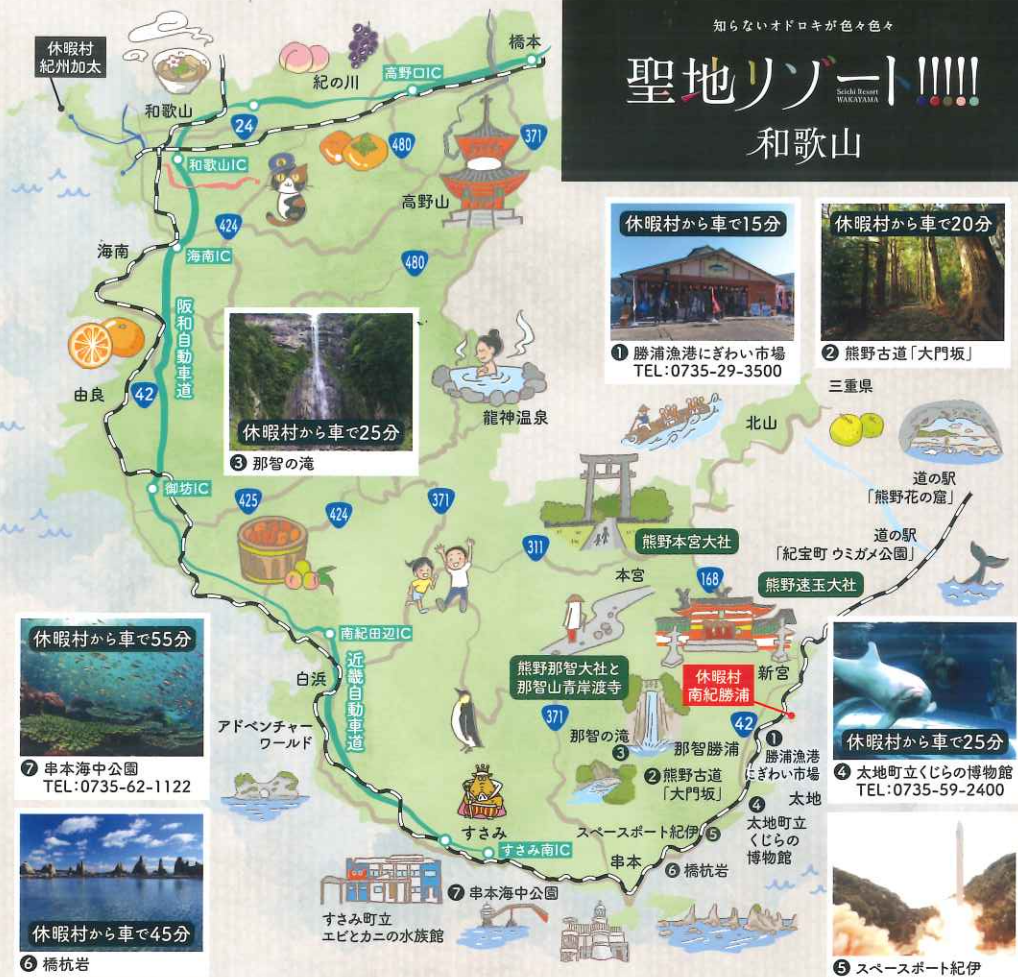 知らないオドロキが色々色々
聖地リゾート!!!!!
Seichi Resort
WAKAYAMA
和歌山
休暇村
紀州加太
和歌山
紀の川
高野口IC
橋本
24
和歌山IC
480
371
高野山
424
海南
海南IC
480
阪和自動車道
由良
42
休暇村から車で25分
❸ 那智の滝
龍神温泉
休暇村から車で15分
❶ 勝浦漁港にぎわい市場
TEL:0735-29-3500
休暇村から車で20分
❷ 熊野古道「大門坂」
三重県
北山
道の駅
「熊野花の窟」
道の駅
「紀宝町 ウミガメ公園」
御坊IC
425
424
371
311
熊野本宮大社
本宮
168
熊野速玉大社
南紀田辺IC
白浜
近畿自動車道
アドベンチャー
ワールド
熊野那智大社と
那智山青岸渡寺
休暇村
南紀勝浦
新宮
371
42
那智の滝
❸
那智勝浦
❷ 熊野古道
「大門坂」
❶
勝浦漁港
にぎわい市場
太地
❹
太地町立
くじらの
博物館
すさみ
すさみ南IC
スペースポート紀伊 ❺
串本
❻ 橋杭岩
❼ 串本海中公園
すさみ町立
エビとカニの水族館
休暇村から車で55分
❼ 串本海中公園
TEL:0735-62-1122
休暇村から車で45分
❻ 橋杭岩
休暇村から車で25分
❹ 太地町立くじらの博物館
TEL:0735-59-2400
❺ スペースポート紀伊